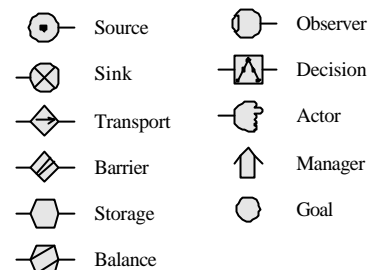 Source
Sink
Transport
Barrier
Storage
Balance
Observer
Decision
Actor
Manager
Goal